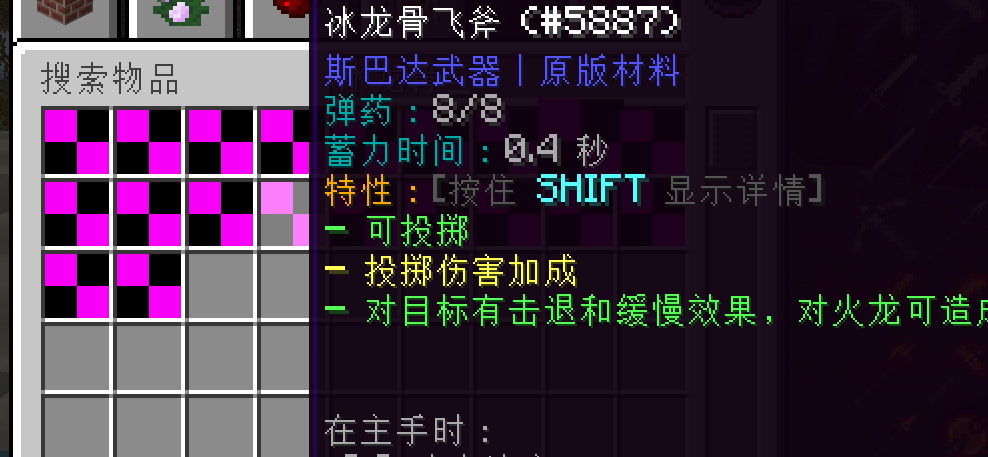 冰龙骨飞斧 (#5887)
搜索物品
斯巴达武器 | 原版材料
弹药：8/8
蓄力时间：0.4 秒
特性：[按住 SHIFT 显示详情]
- 可投掷
- 投掷伤害加成
- 对目标有击退和缓慢效果，对火龙可造成
在主手时：